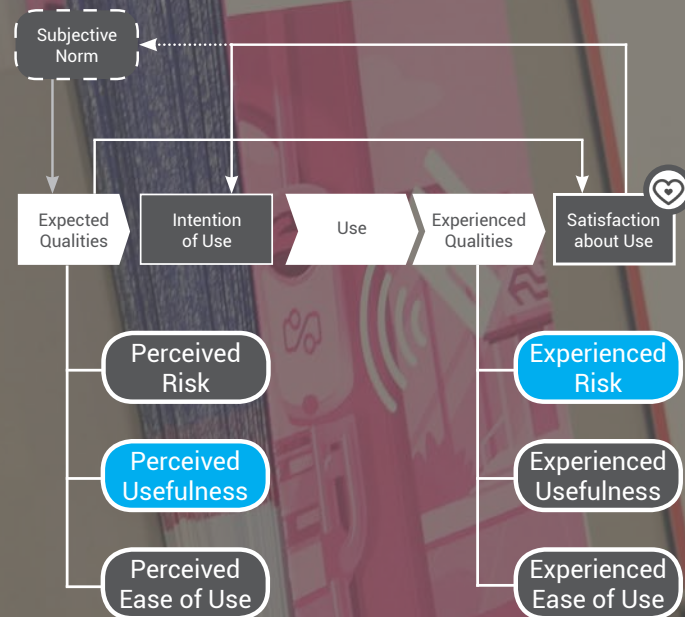 Subjective
Norm
Expected
Qualities
Intention
of Use
Use
Experienced
Qualities
Satisfaction
about Use
Perceived
Risk
Experienced
Risk
Perceived
Usefulness
Experienced
Usefulness
Perceived
Ease of Use
Experienced
Ease of Use